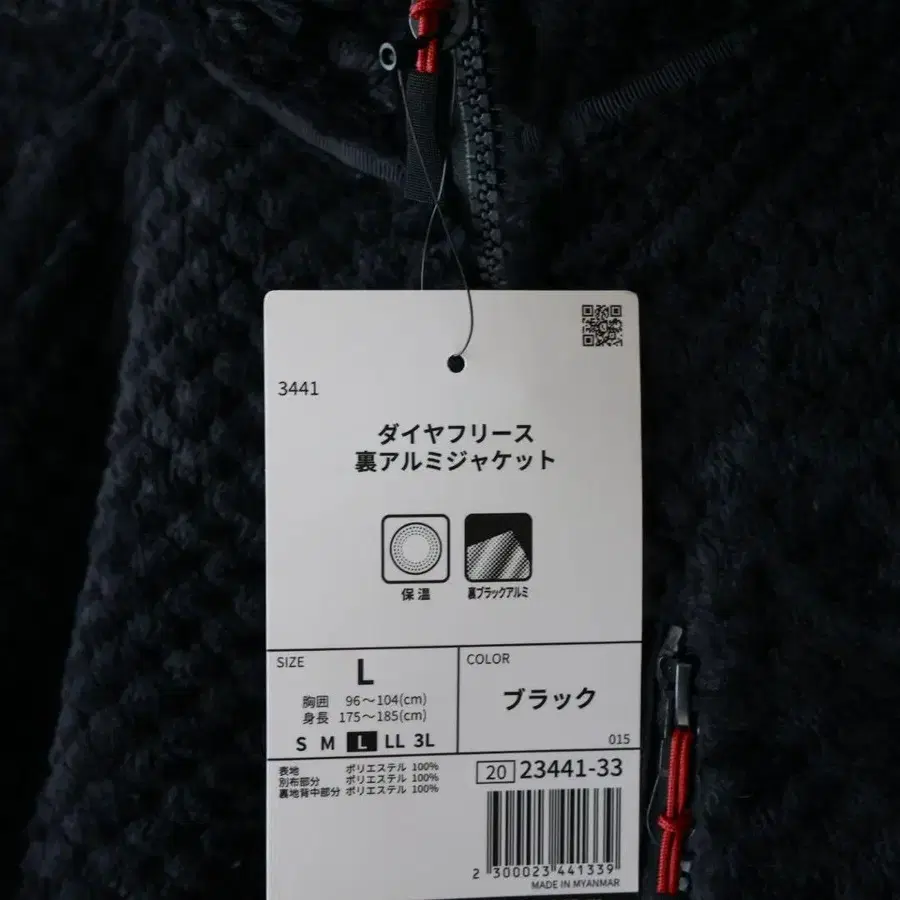 3441
ダイヤフリース
裏アルミジャケット
保温
裏ブラックアルミ
SIZE
L
胸囲 96～104(cm)
身長 175～185(cm)
S M L LL 3L
COLOR
ブラック
015
表地 ポリエステル 100%
別布部分 ポリエステル 100%
裏地背中部分 ポリエステル 100%
20 23441-33
2 300023 441339
MADE IN MYANMAR